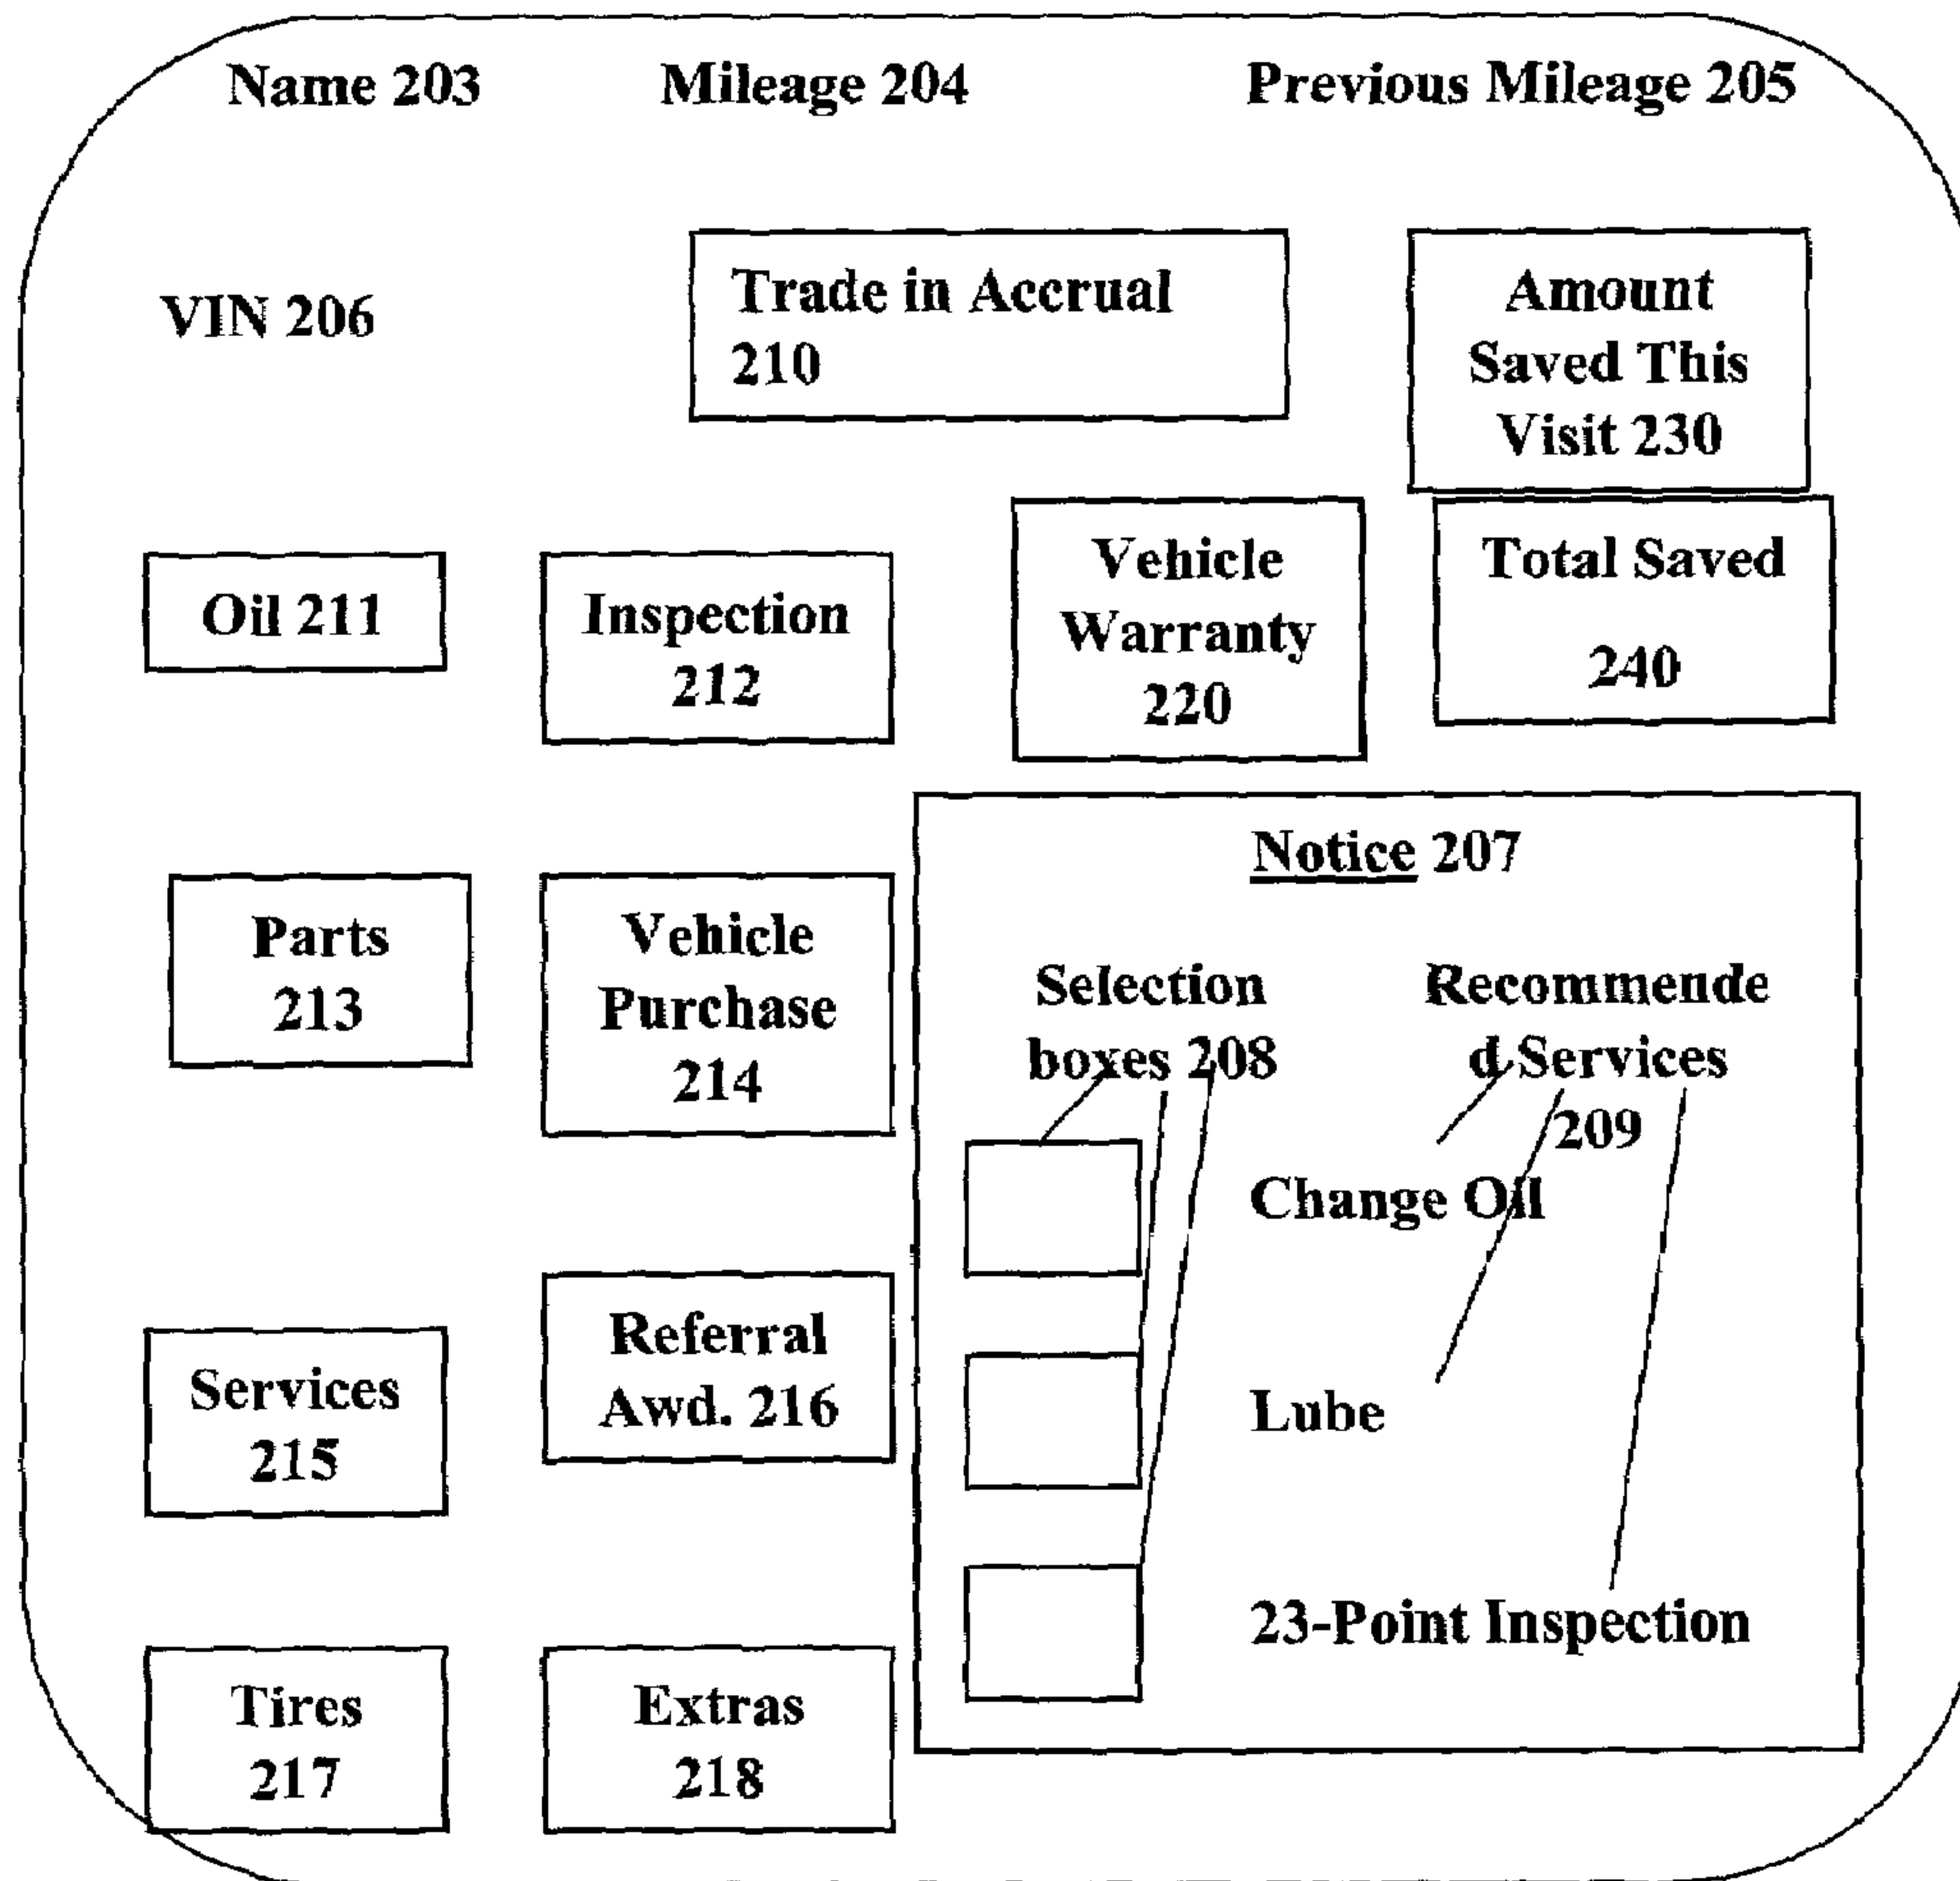 Name 203
Mileage 204
Previous Mileage 205
VIN 206
Trade in Accrual
210
Amount
Saved This
Visit 230
Oil 211
Inspection
212
Vehicle
Warranty
220
Total Saved
240
Parts
213
Vehicle
Purchase
214
Services
215
Referral
Awd. 216
Tires
217
Extras
218
Notice 207
Selection
boxes 208
Recommende
d Services
209
Change Oil
Lube
23-Point Inspection